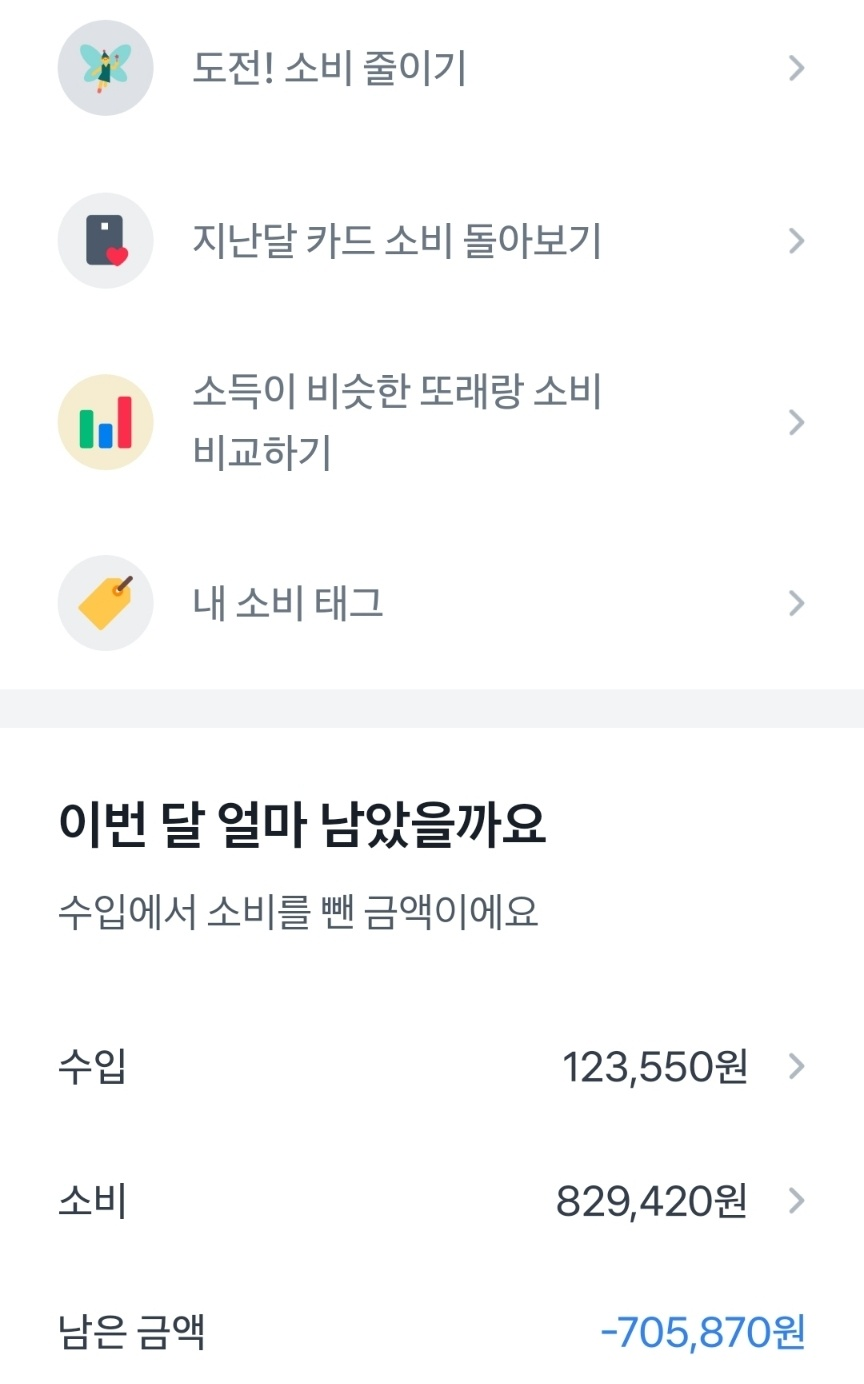 도전! 소비 줄이기
지난달 카드 소비 돌아보기
소득이 비슷한 또래랑 소비
비교하기
내 소비 태그
이번 달 얼마 남았을까요
수입에서 소비를 뺀 금액이에요
수입 123,550원
소비 829,420원
남은 금액 -705,870원